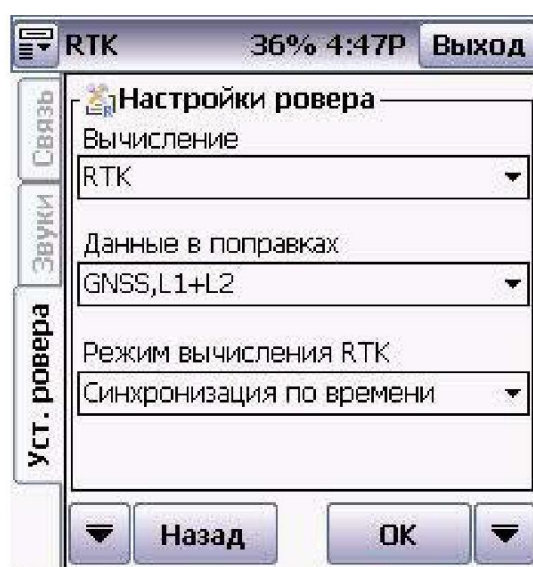 RTK 36% 4:47P Выход
Связь
Звуки
Уст. ровера
Настройки ровера
Вычисление
RTK
Данные в поправках
GNSS,L1+L2
Режим вычисления RTK
Синхронизация по времени
Назад OK